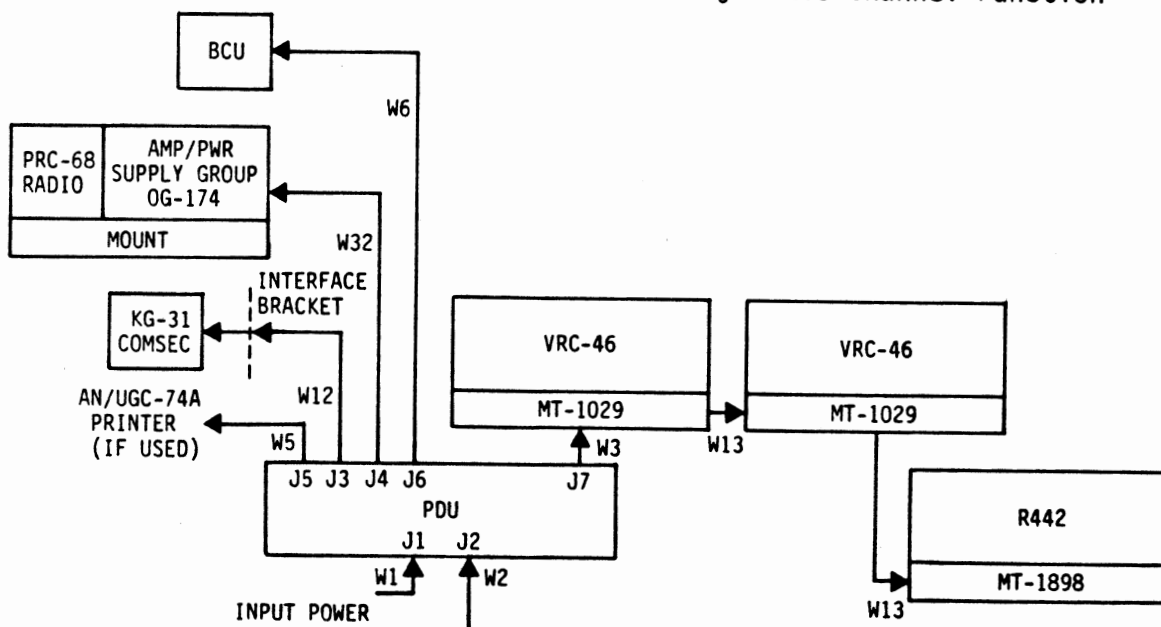 Channel Function
BCU
W6
PRC-68
RADIO
AMP/PWR
SUPPLY GROUP
OG-174
MOUNT
W32
INTERFACE
BRACKET
KG-31
COMSEC
W12
AN/UGC-74A
PRINTER
(IF USED)
W5
VRC-46
MT-1029
W3
W13
VRC-46
MT-1029
J5 J3 J4 J6 J7
PDU
J1 J2
W1
W2
INPUT POWER
R442
MT-1898
W13